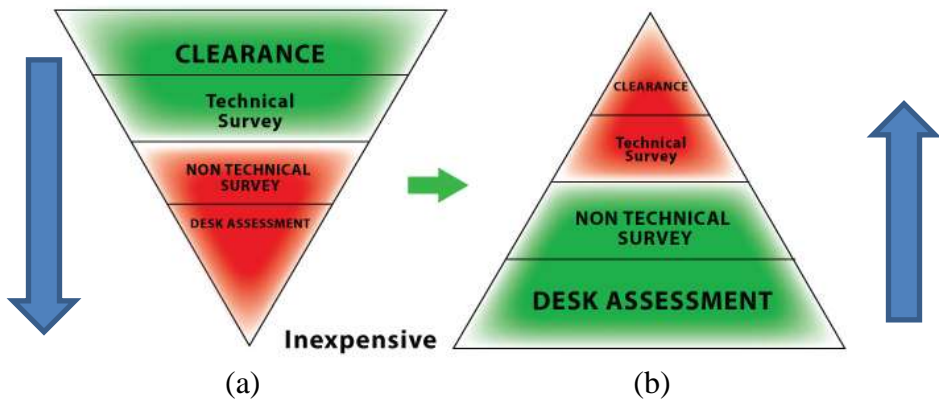 CLEARANCE
Technical
Survey
NON TECHNICAL
SURVEY
DESK ASSESSMENT
Inexpensive
(a)
CLEARANCE
Technical
Survey
NON TECHNICAL
SURVEY
DESK ASSESSMENT
(b)